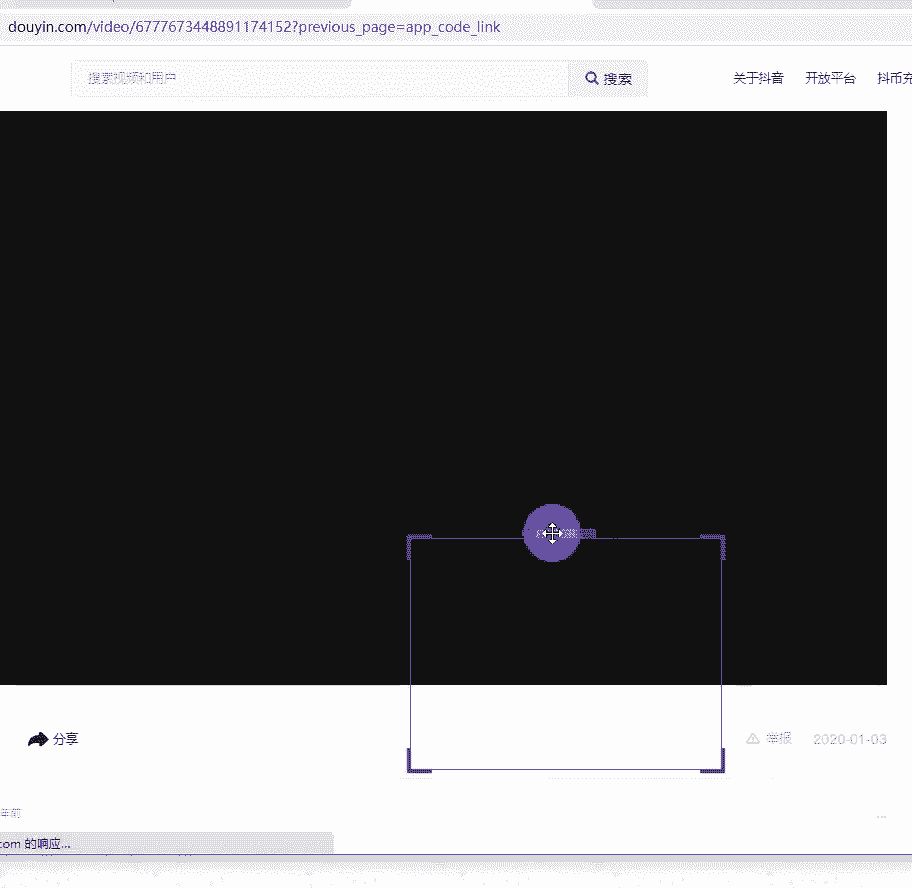 douyin.com/video/6777673448891174152?previous_page=app_code_link
搜索视频和用户 搜索 关于抖音 开放平台 抖币充
分享 举报 2020-01-03
年前 ...
com 的响应...